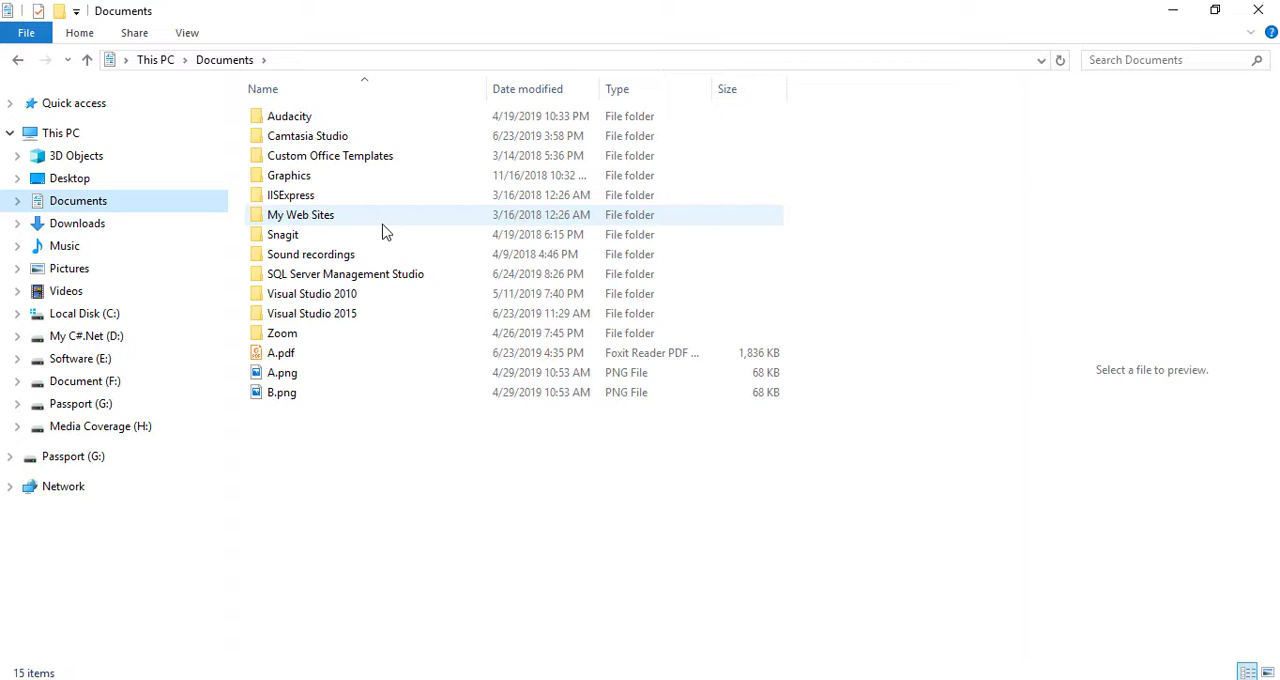 Documents
File Home Share View
This PC Documents Search Documents
Name Date modified Type Size
Quick access
This PC
3D Objects
Desktop
Documents
Downloads
Music
Pictures
Videos
Local Disk (C:)
My C#.Net (D:)
Software (E:)
Document (F:)
Passport (G:)
Media Coverage (H:)
Passport (G:)
Network
Audacity 4/19/2019 10:33 PM File folder
Camtasia Studio 6/23/2019 3:58 PM File folder
Custom Office Templates 3/14/2018 5:36 PM File folder
Graphics 11/16/2018 10:32 ... File folder
IISExpress 3/16/2018 12:26 AM File folder
My Web Sites 3/16/2018 12:26 AM File folder
Snagit 4/19/2019 6:15 PM File folder
Sound recordings 4/9/2018 4:46 PM File folder
SQL Server Management Studio 6/24/2019 8:26 PM File folder
Visual Studio 2010 5/11/2019 7:40 PM File folder
Visual Studio 2015 6/23/2019 11:29 AM File folder
Zoom 4/26/2019 7:45 PM File folder
A.pdf 6/23/2019 4:35 PM Foxit Reader PDF ... 1,836 KB
A.png 4/29/2019 10:53 AM PNG File 68 KB
B.png 4/29/2019 10:53 AM PNG File 68 KB
Select a file to preview.
15 items